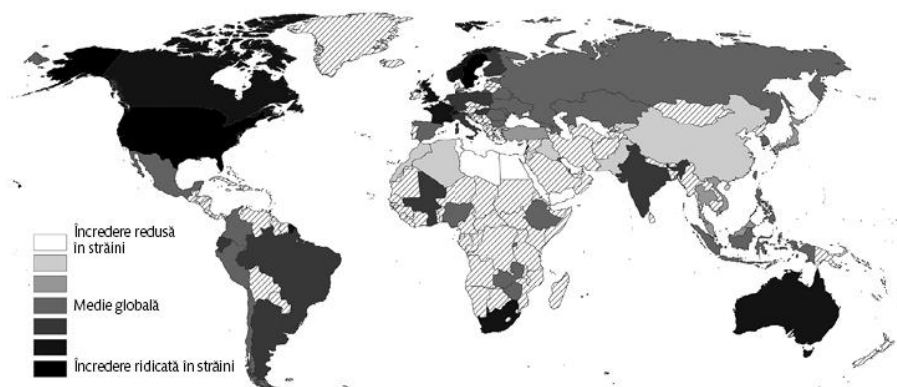 Încredere redusă
în străini
Medie globală
Încredere ridicată în străini